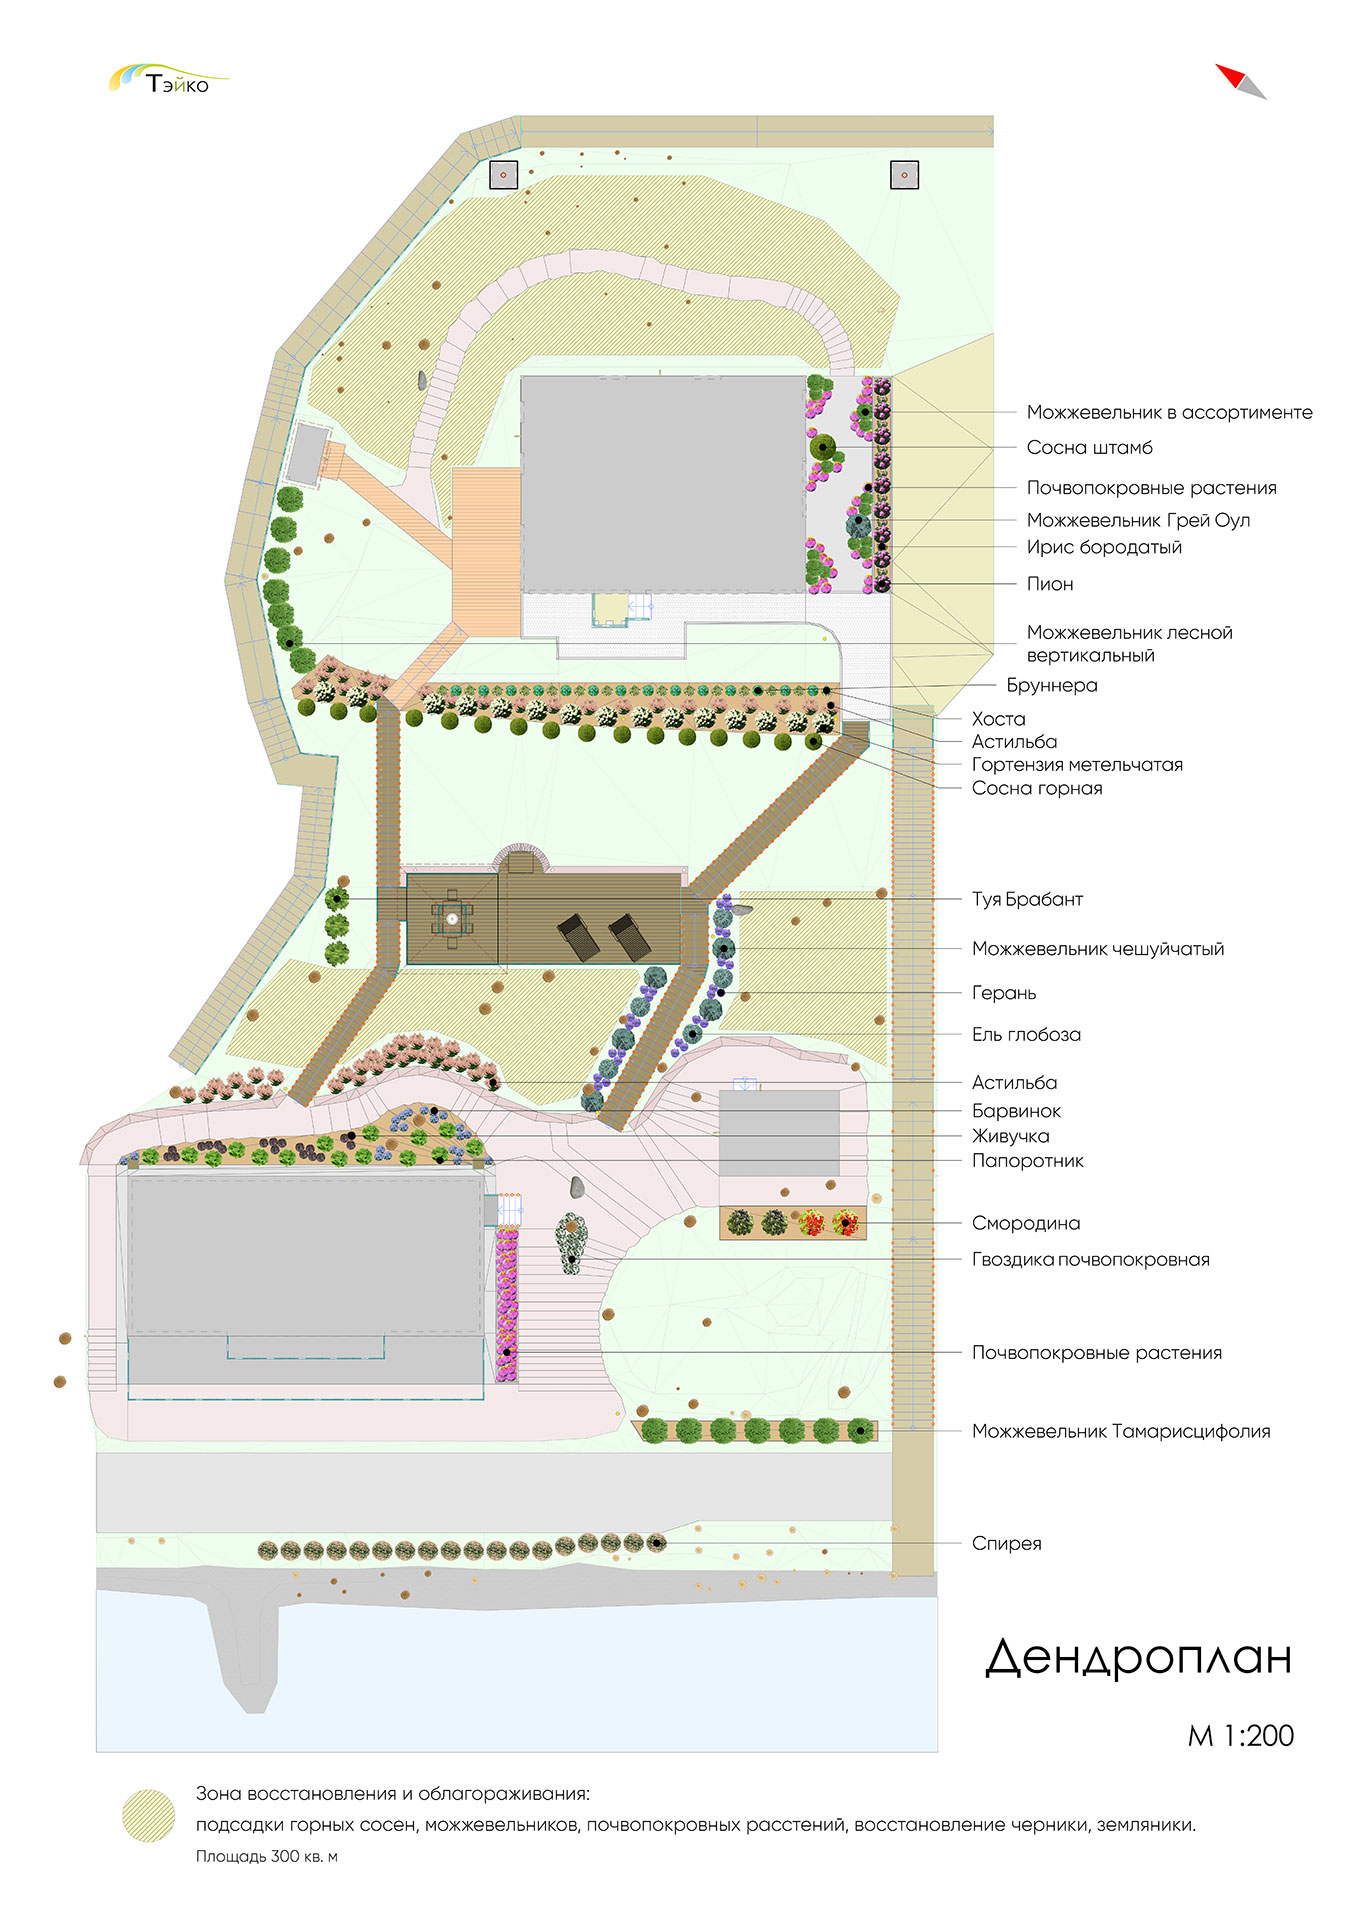 Тэйко
Можжевельник в ассортименте
Сосна штамб
Почвопокровные растения
Можжевельник Грей Оул
Ирис бородатый
Пион
Можжевельник лесной
вертикальный
Бруннера
Хоста
Астильба
Гортензия метельчатая
Сосна горная
Туя Брабант
Можжевельник чешуйчатый
Герань
Ель глобоза
Астильба
Барвинок
Живучка
Папоротник
Смородина
Гвоздика почвопокровная
Почвопокровные растения
Можжевельник Тамарисцифолия
Спирея
Дендроплан
М 1:200
Зона восстановления и облагораживания:
подсадки горных сосен, можжевельников, почвопокровных расстений, восстановление черники, земляники.
Площадь 300 кв. м